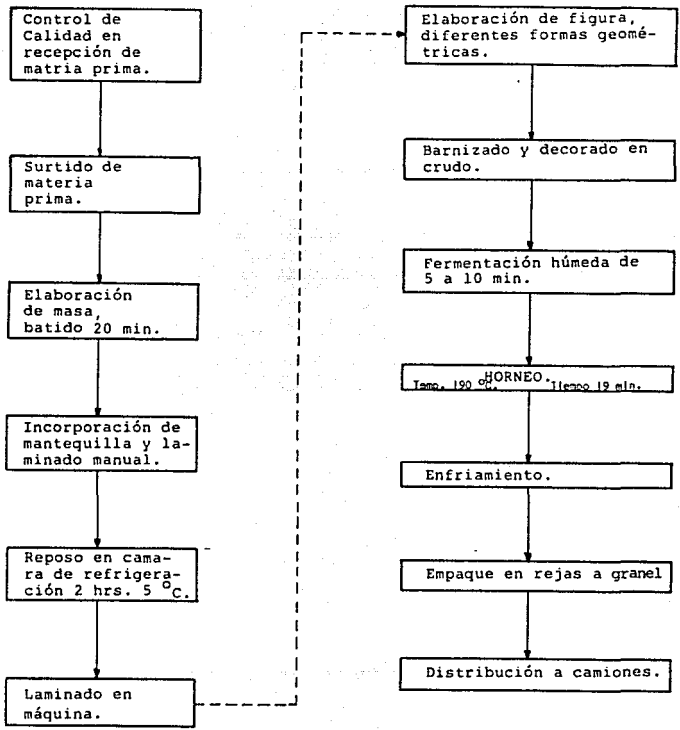 Control de
Calidad en
recepción de
matria prima.
Surtido de
materia
prima.
Elaboración
de masa,
batido 20 min.
Incorporación de
mantequilla y la-
minado manual.
Reposo en cama-
ra de refrigera-
ción 2 hrs. 5 °C.
Laminado en
máquina.
Elaboración de figura,
diferentes formas geomé-
tricas.
Barnizado y decorado en
crudo.
Fermentación húmeda de
5 a 10 min.
HORNEO.
Temp. 190 °C. Tiempo 19 min.
Enfriamiento.
Empaque en rejas a granel
Distribución a camiones.